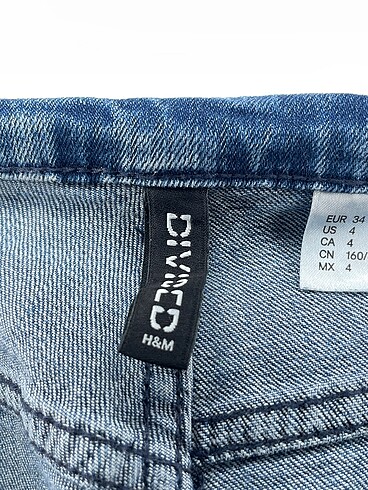 DIVIDED
H&M
EUR 34
US 4
CA 4
CN 160/
MX 4